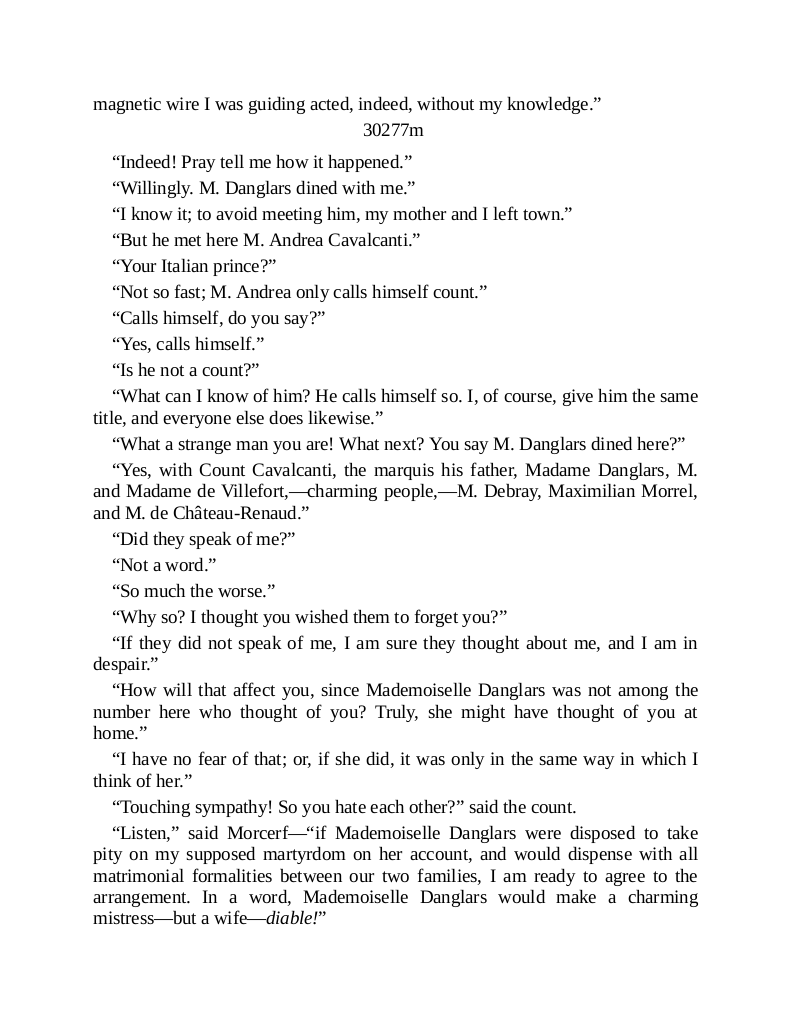 magnetic wire I was guiding acted, indeed, without my knowledge.”
30277m
“Indeed! Pray tell me how it happened.”
“Willingly. M. Danglars dined with me.”
“I know it; to avoid meeting him, my mother and I left town.”
“But he met here M. Andrea Cavalcanti.”
“Your Italian prince?”
“Not so fast; M. Andrea only calls himself count.”
“Calls himself, do you say?”
“Yes, calls himself.”
“Is he not a count?”
“What can I know of him? He calls himself so. I, of course, give him the same
title, and everyone else does likewise.”
“What a strange man you are! What next? You say M. Danglars dined here?”
“Yes, with Count Cavalcanti, the marquis his father, Madame Danglars, M.
and Madame de Villefort,—charming people,—M. Debray, Maximilian Morrel,
and M. de Château-Renaud.”
“Did they speak of me?”
“Not a word.”
“So much the worse.”
“Why so? I thought you wished them to forget you?”
“If they did not speak of me, I am sure they thought about me, and I am in
despair.”
“How will that affect you, since Mademoiselle Danglars was not among the
number here who thought of you? Truly, she might have thought of you at
home.”
“I have no fear of that; or, if she did, it was only in the same way in which I
think of her.”
“Touching sympathy! So you hate each other?” said the count.
“Listen,” said Morcerf—“if Mademoiselle Danglars were disposed to take
pity on my supposed martyrdom on her account, and would dispense with all
matrimonial formalities between our two families, I am ready to agree to the
arrangement. In a word, Mademoiselle Danglars would make a charming
mistress—but a wife—diable!”